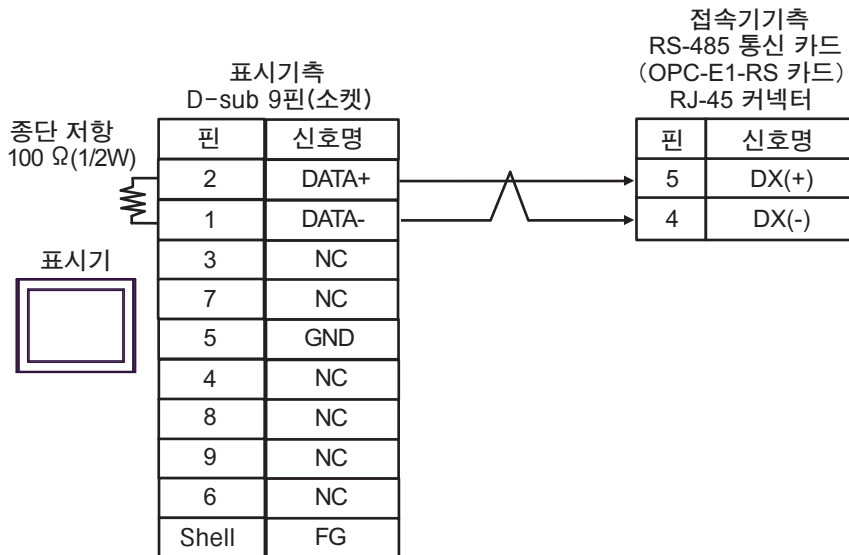 접속기기측
RS-485 통신 카드
(OPC-E1-RS 카드)
RJ-45 커넥터
표시기측
D-sub 9핀(소켓)
종단 저항
100 Ω(1/2W)
핀 신호명
2 DATA+
1 DATA-
3 NC
7 NC
5 GND
4 NC
8 NC
9 NC
6 NC
Shell FG
핀 신호명
5 DX(+)
4 DX(-)
표시기